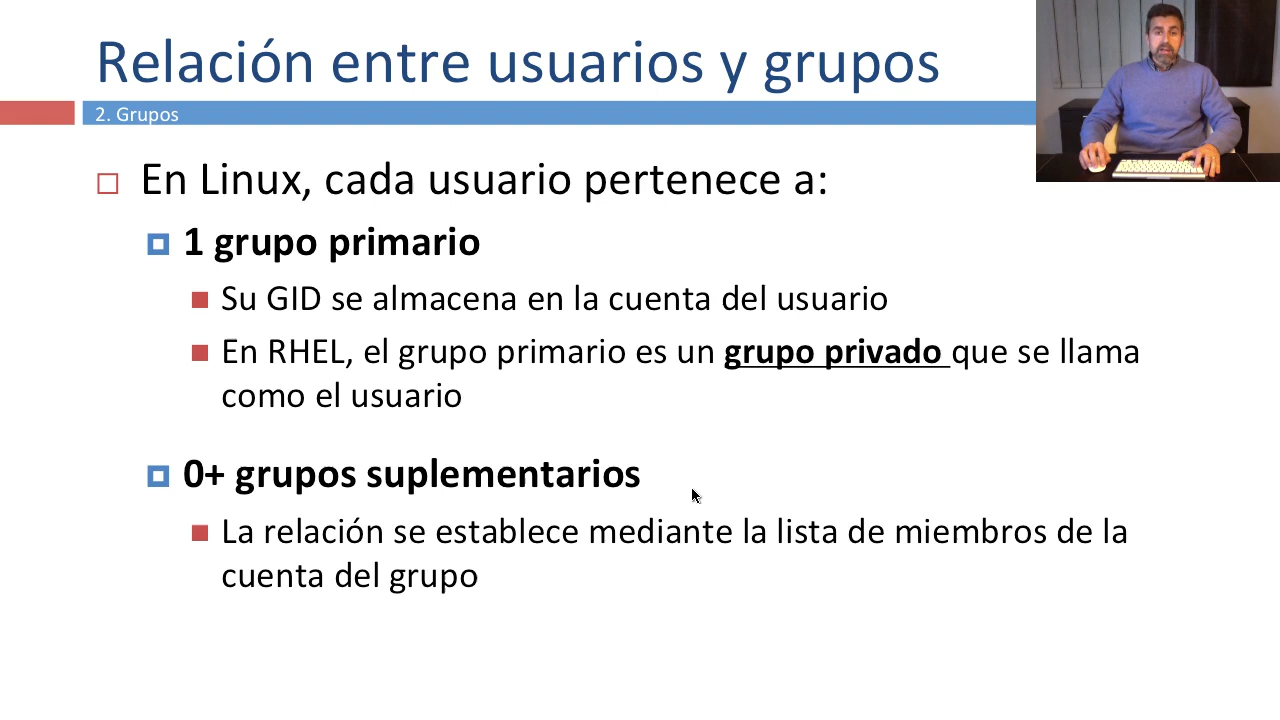 Relación entre usuarios y grupos
2. Grupos
En Linux, cada usuario pertenece a:
1 grupo primario
Su GID se almacena en la cuenta del usuario
En RHEL, el grupo primario es un grupo privado que se llama
como el usuario
0+ grupos suplementarios
La relación se establece mediante la lista de miembros de la
cuenta del grupo